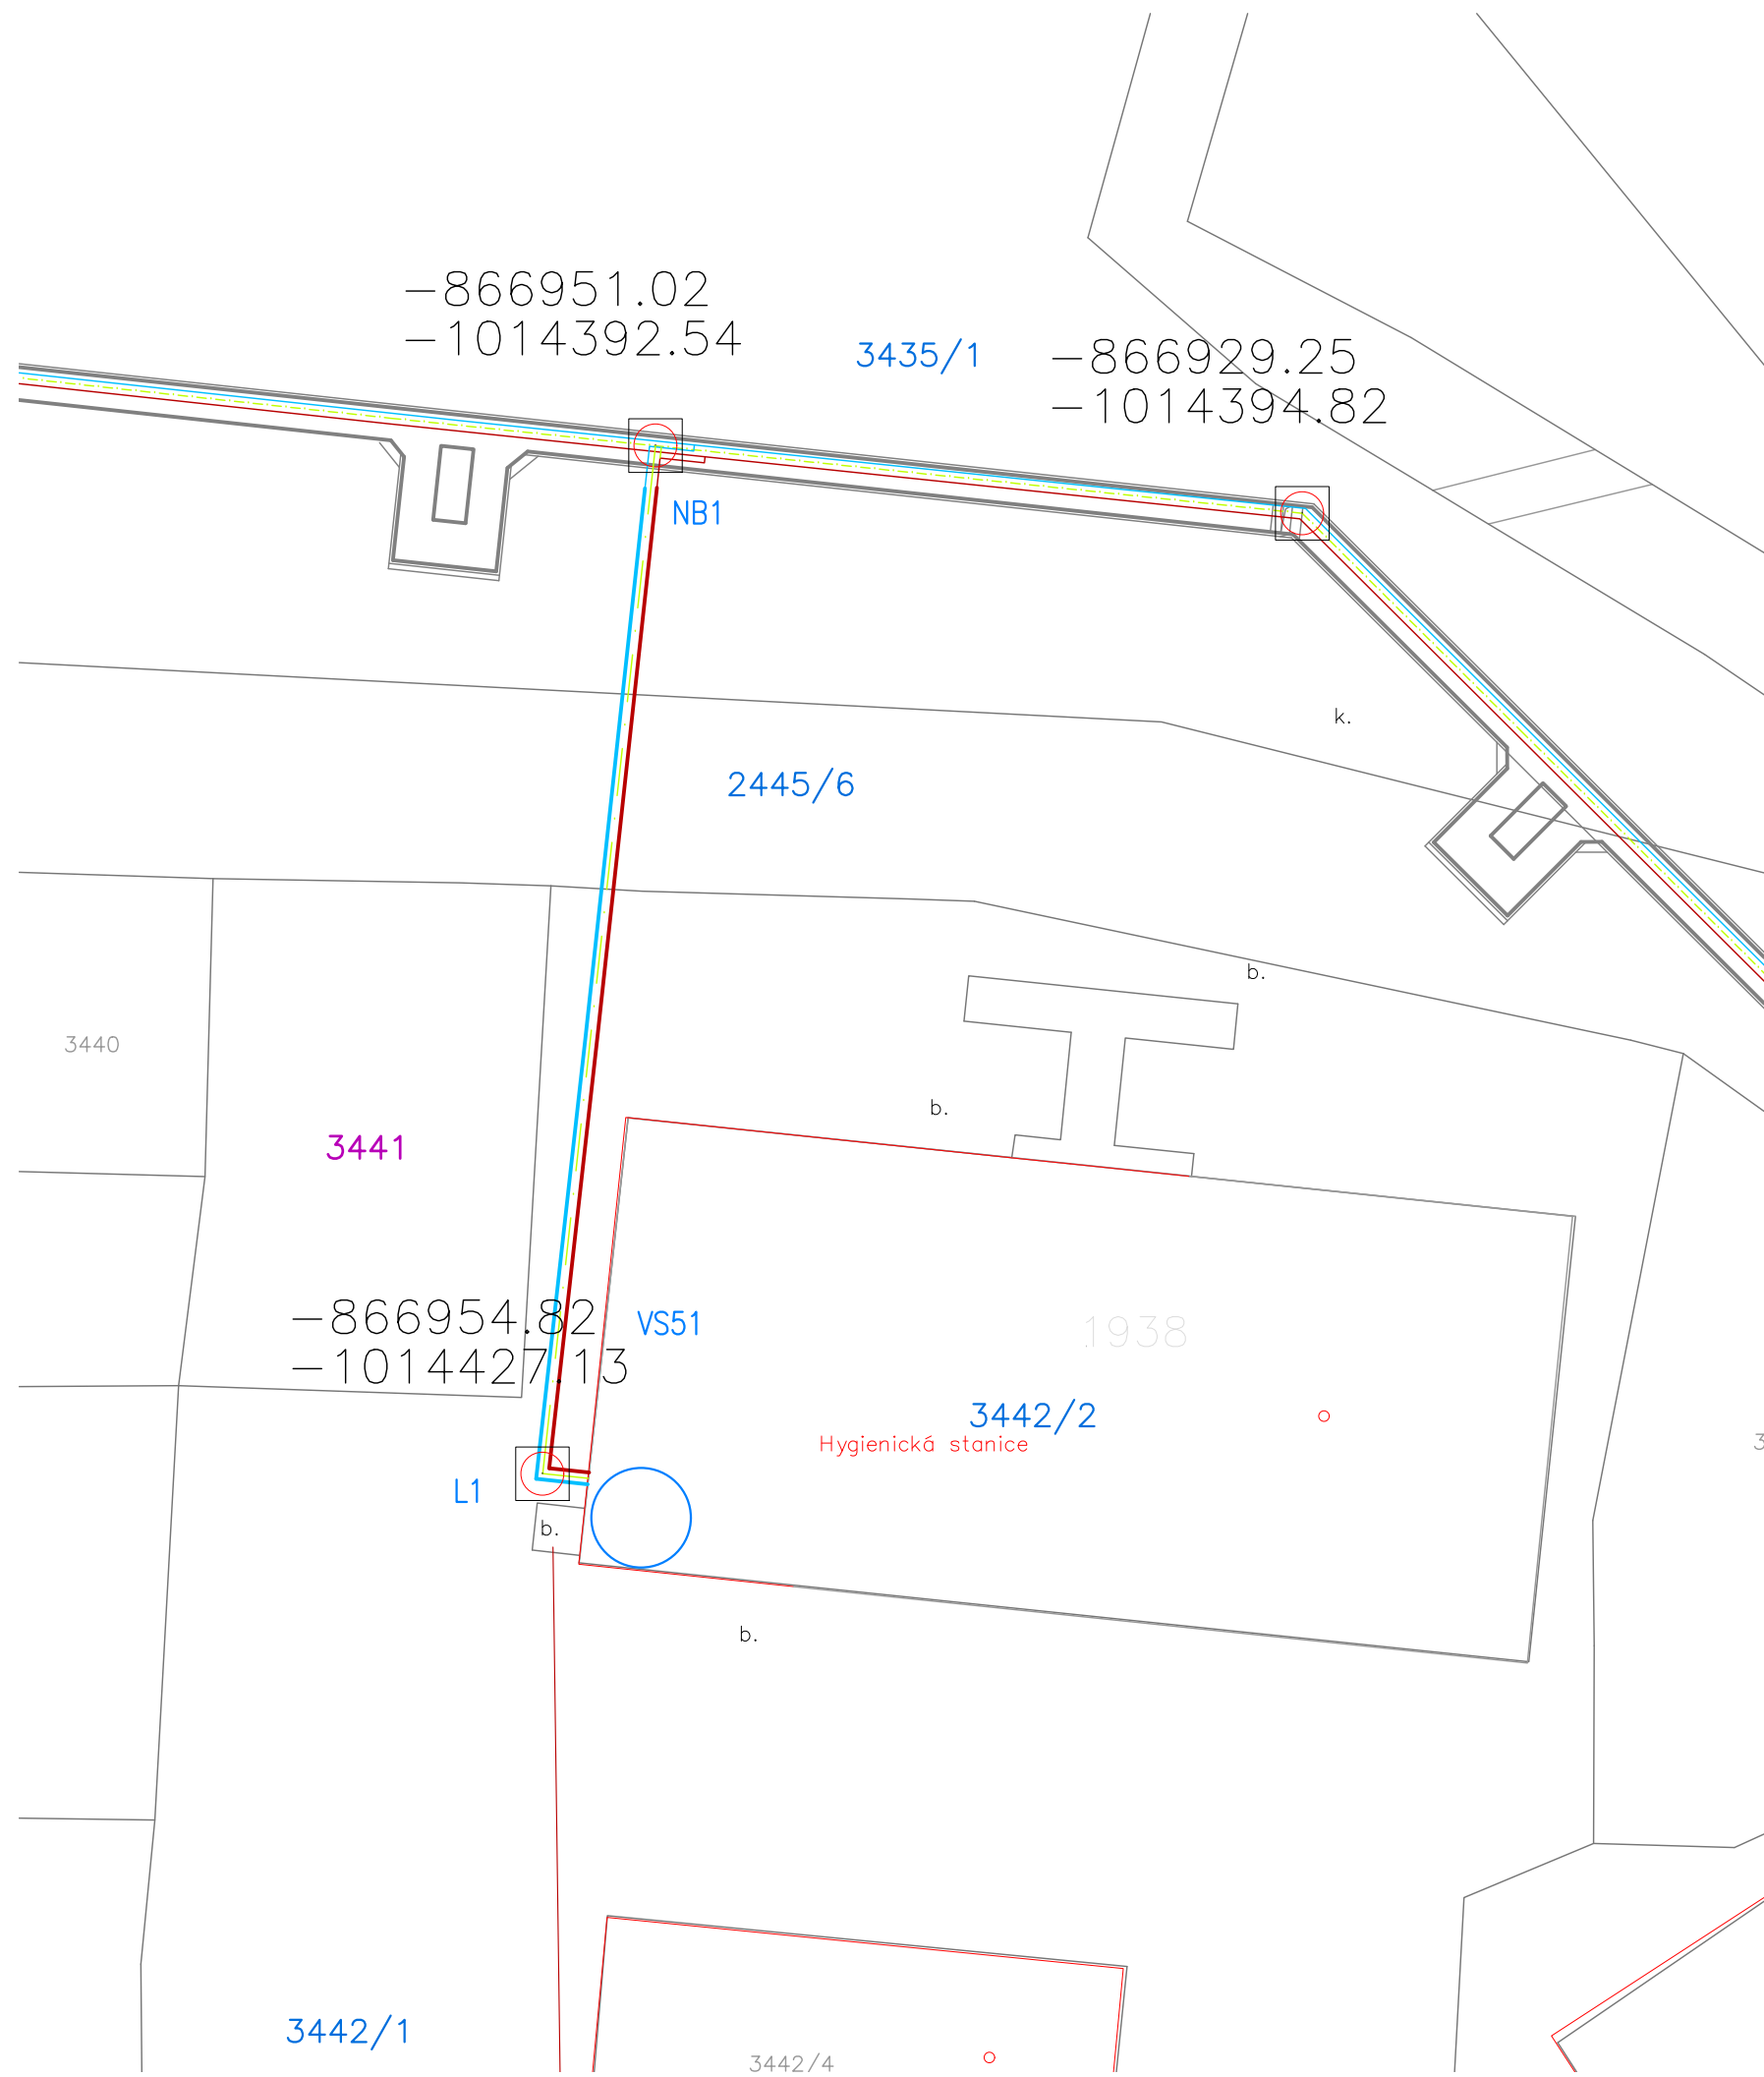 -866951.02
-1014392.54
3435/1
-866929.25
-1014394.82
NB1
k.
2445/6
b.
3440
b.
3441
-866954.82
-1014427.13
VS51
1938
3442/2
Hygienická stanice
L1
b.
b.
3442/1
3442/4